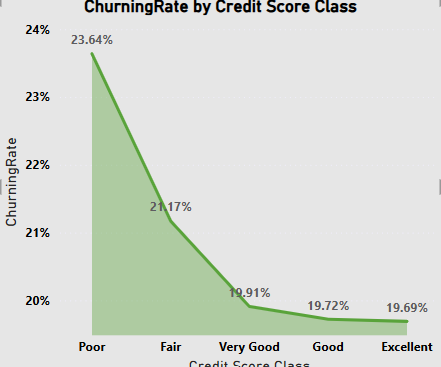 ChurningRate by Credit Score Class
24%
23.64%
23%
22%
21.17%
21%
20%
19.91%
19.72%
19.69%
ChurningRate
Poor Fair Very Good Good Excellent
Credit Score Class